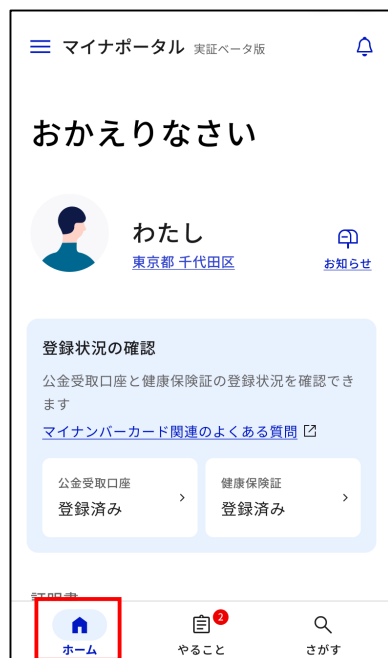 マイナポータル 実証ベータ版
おかえりなさい
わたし
東京都 千代田区
お知らせ
登録状況の確認
公金受取口座と健康保険証の登録状況を確認でき
ます
マイナンバーカード関連のよくある質問
公金受取口座
登録済み
健康保険証
登録済み
証明書
2
ホーム
やること
さがす